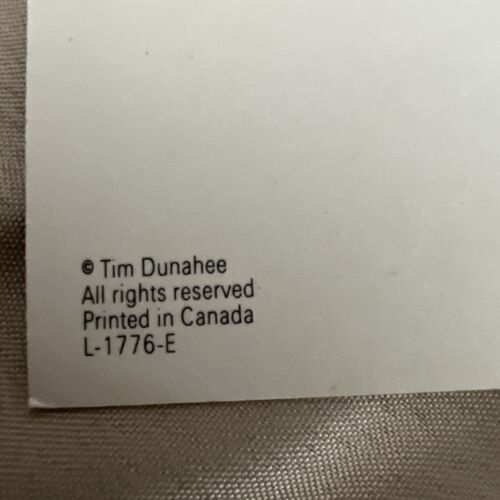 © Tim Dunahee
All rights reserved
Printed in Canada
L-1776-E